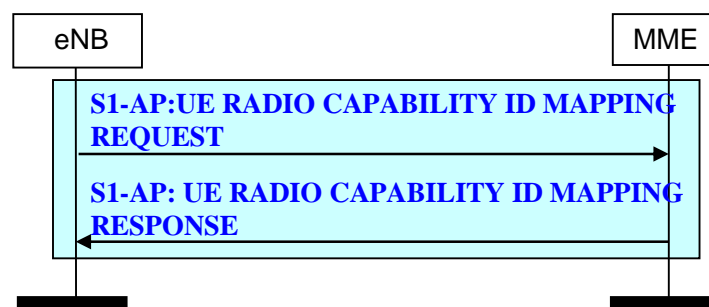 eNB
MME
S1-AP:UE RADIO CAPABILITY ID MAPPING
REQUEST
S1-AP: UE RADIO CAPABILITY ID MAPPING
RESPONSE